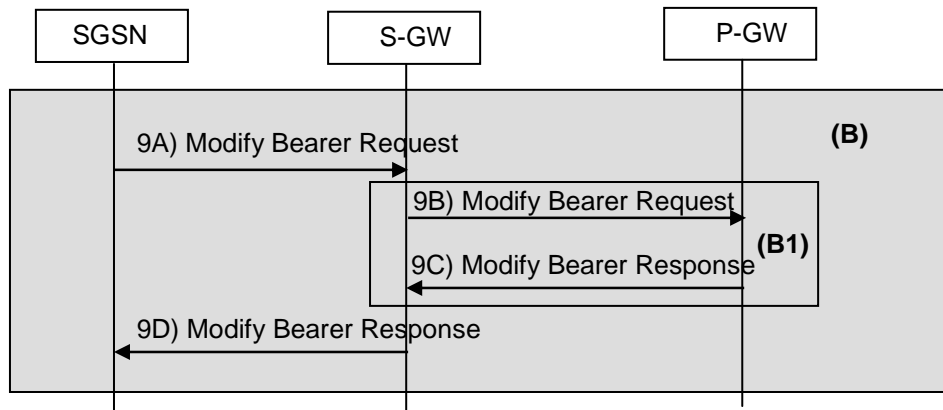 SGSN
S-GW
P-GW
(B)
9A) Modify Bearer Request
9B) Modify Bearer Request
(B1)
9C) Modify Bearer Response
9D) Modify Bearer Response